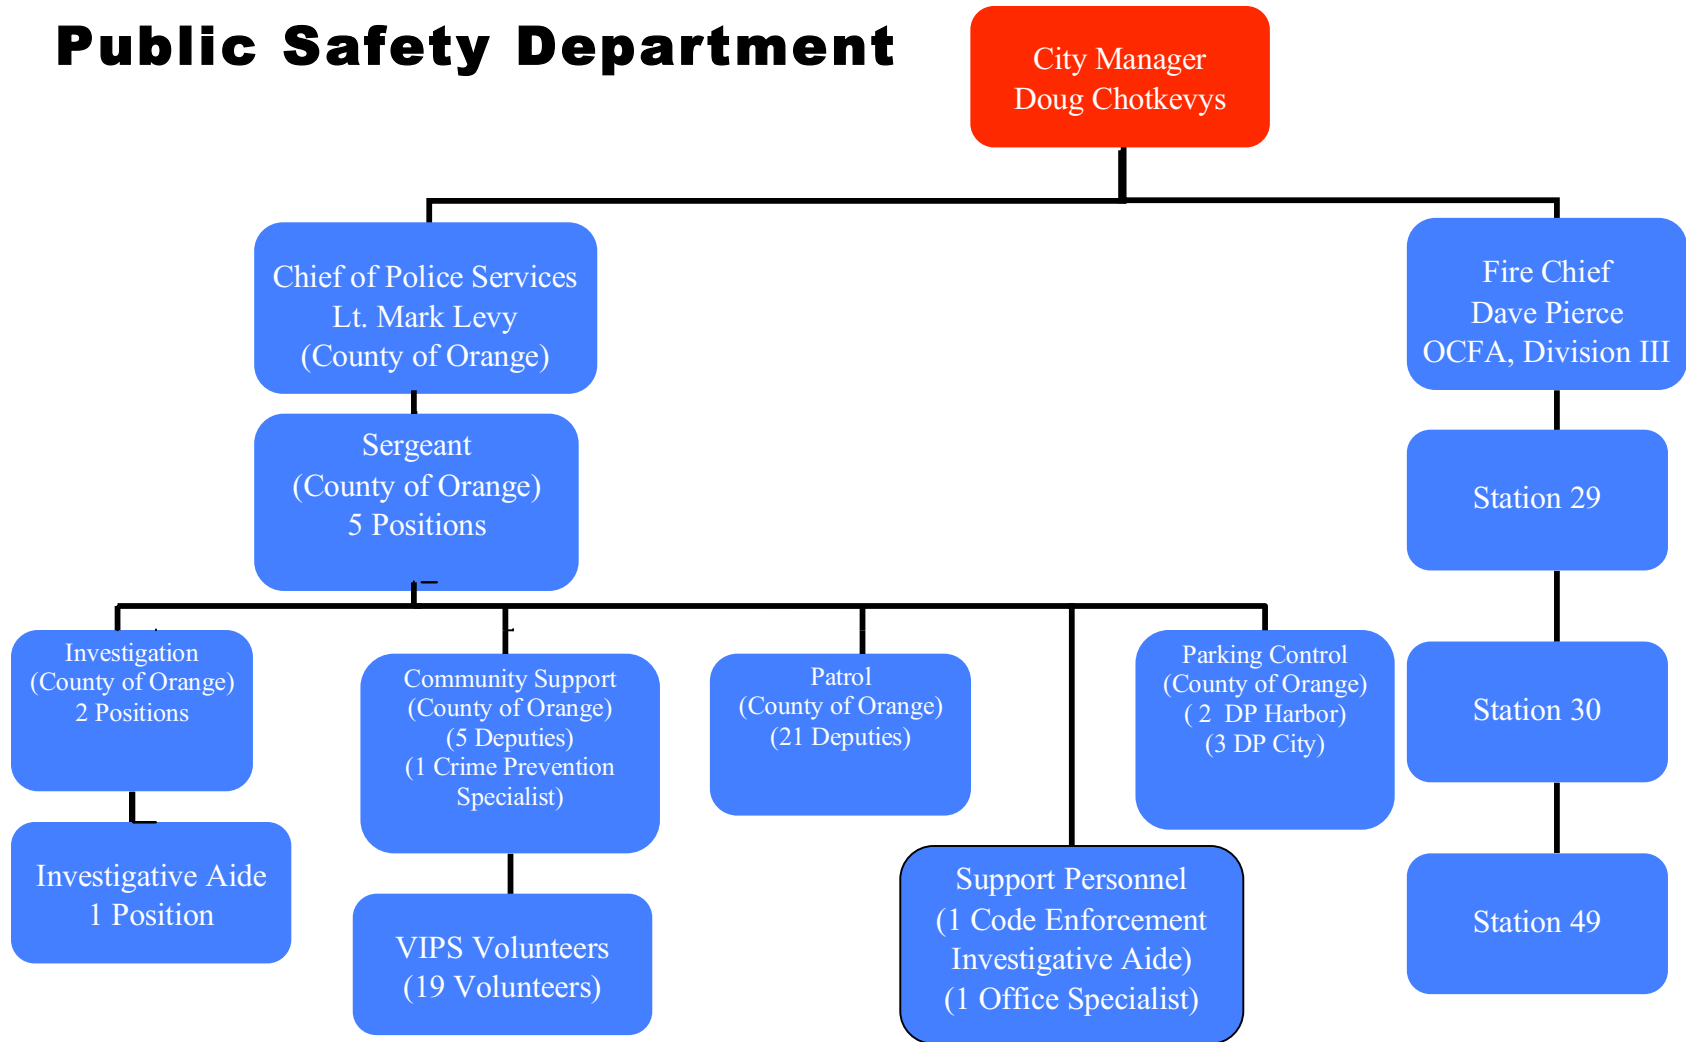 Public Safety Department
City Manager
Doug Chotkevys
Chief of Police Services
Lt. Mark Levy
(County of Orange)
Fire Chief
Dave Pierce
OCFA, Division III
Sergeant
(County of Orange)
5 Positions
Station 29
Investigation
(County of Orange)
2 Positions
Community Support
(County of Orange)
(5 Deputies)
(1 Crime Prevention
Specialist)
Patrol
(County of Orange)
(21 Deputies)
Parking Control
(County of Orange)
( 2 DP Harbor)
(3 DP City)
Station 30
Investigative Aide
1 Position
VIPS Volunteers
(19 Volunteers)
Support Personnel
(1 Code Enforcement
Investigative Aide)
(1 Office Specialist)
Station 49